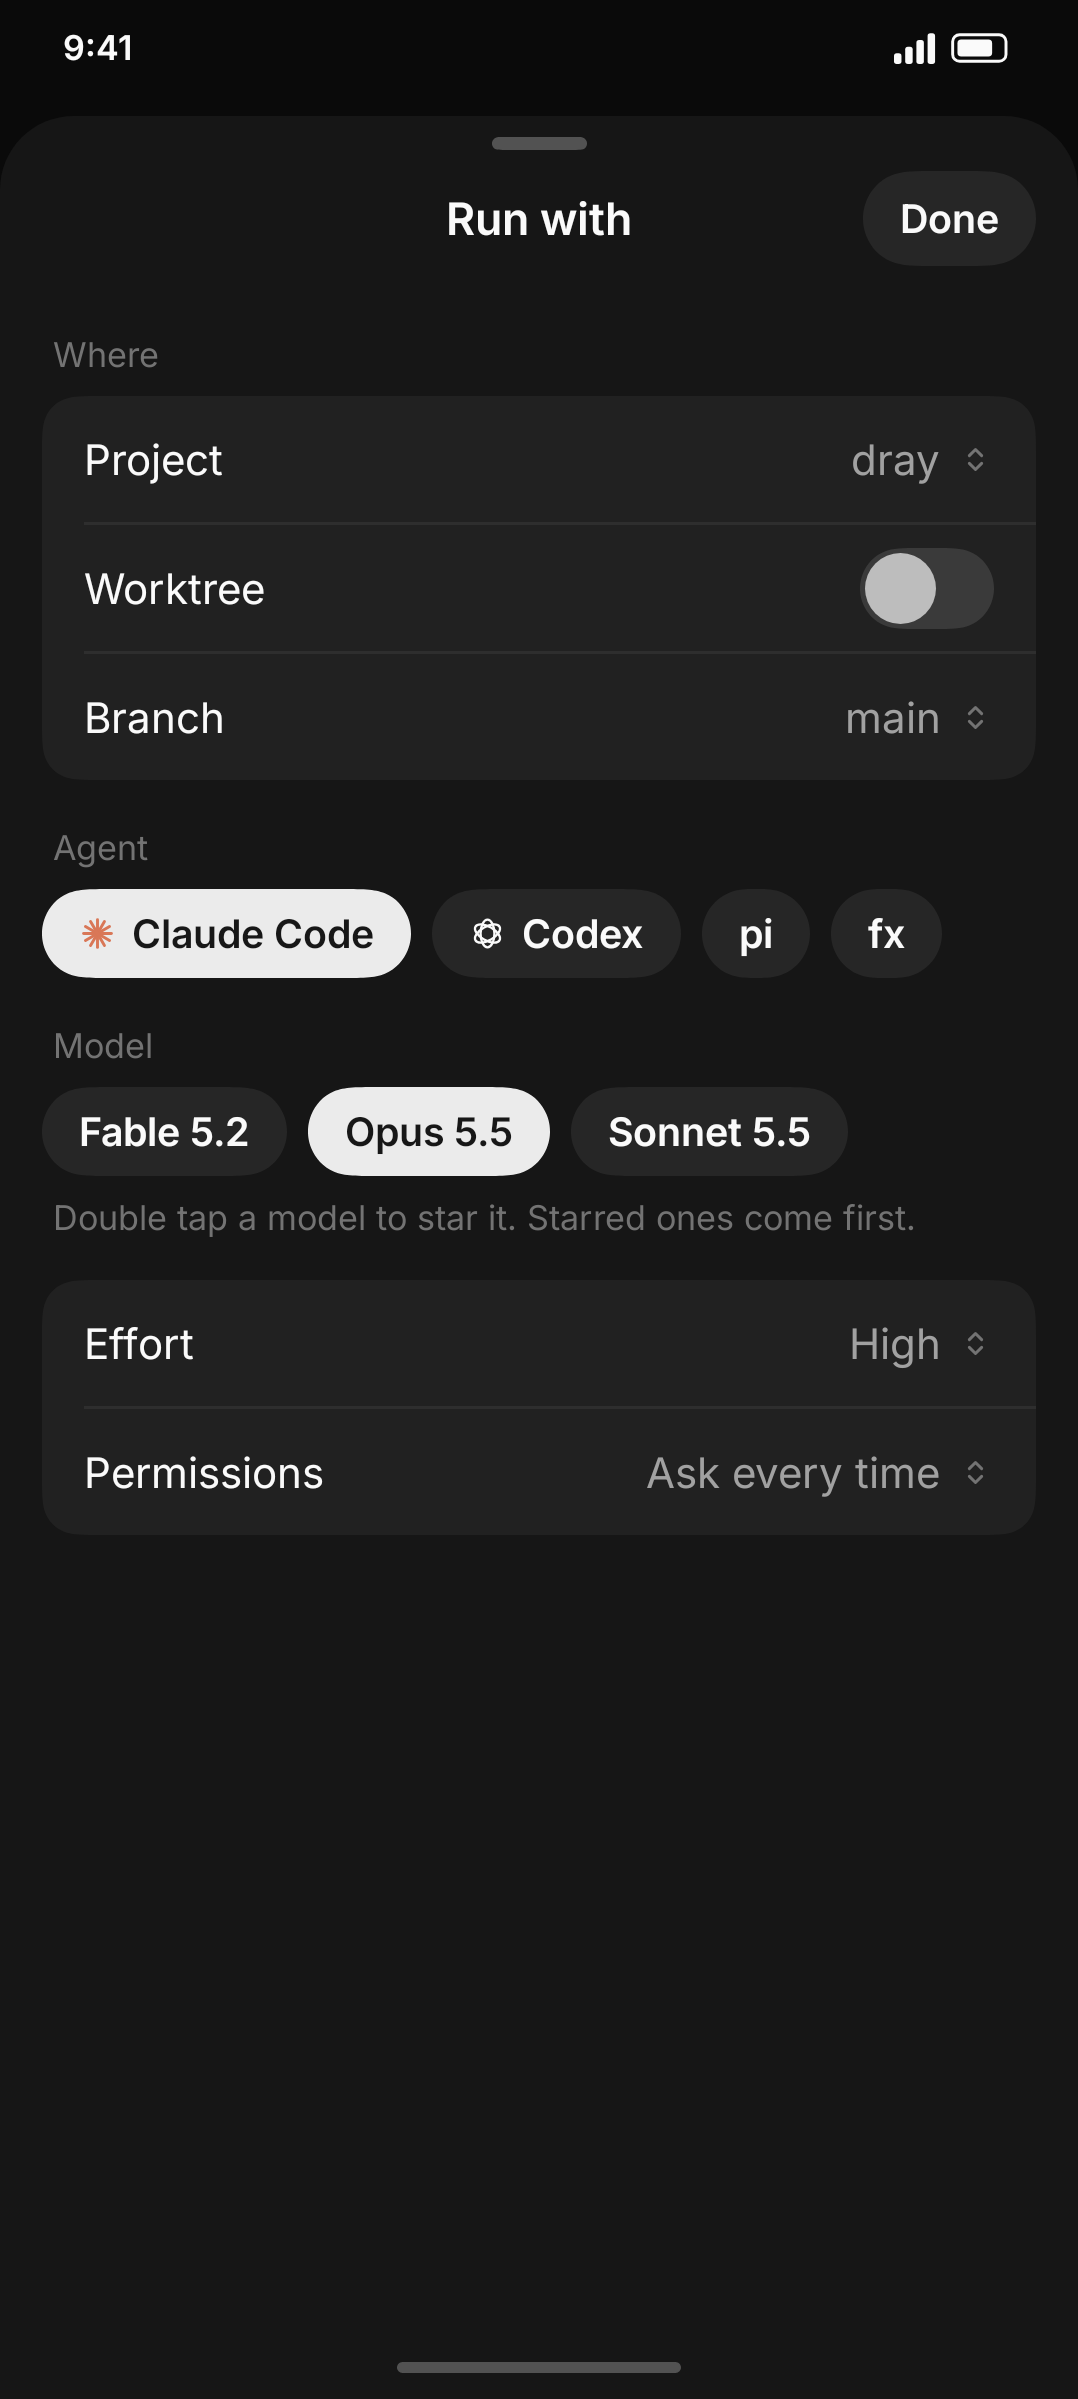 9:41
Run with
Done
Where
Project dray
Worktree
Branch main
Agent
Claude Code Codex pi fx
Model
Fable 5.2 Opus 5.5 Sonnet 5.5
Double tap a model to star it. Starred ones come first.
Effort High
Permissions Ask every time